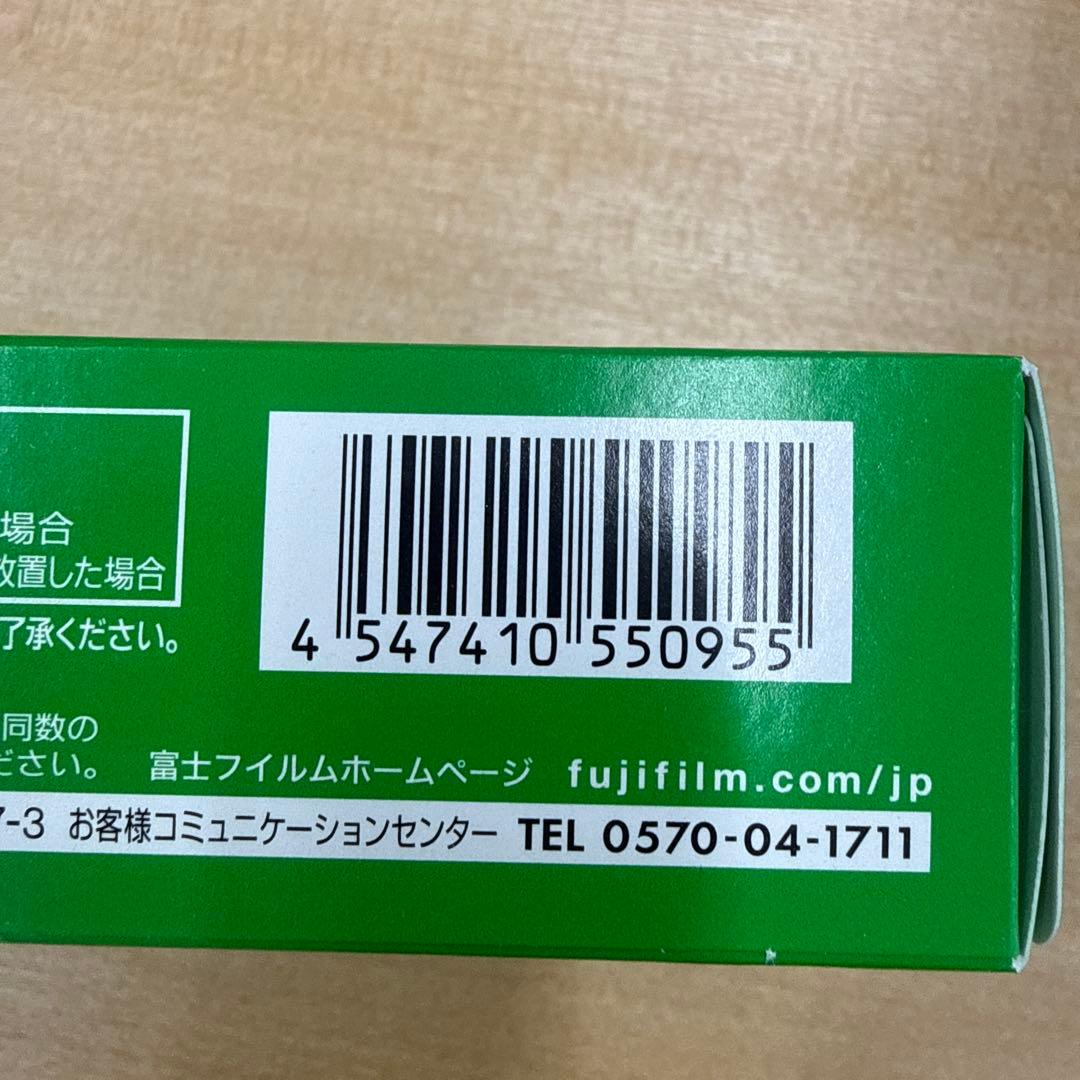 場合
放置した場合
了承ください。
4 547410 550955
同数の
ださい。 富士フイルムホームページ fujifilm.com/jp
7-3 お客様コミュニケーションセンター TEL 0570-04-1711